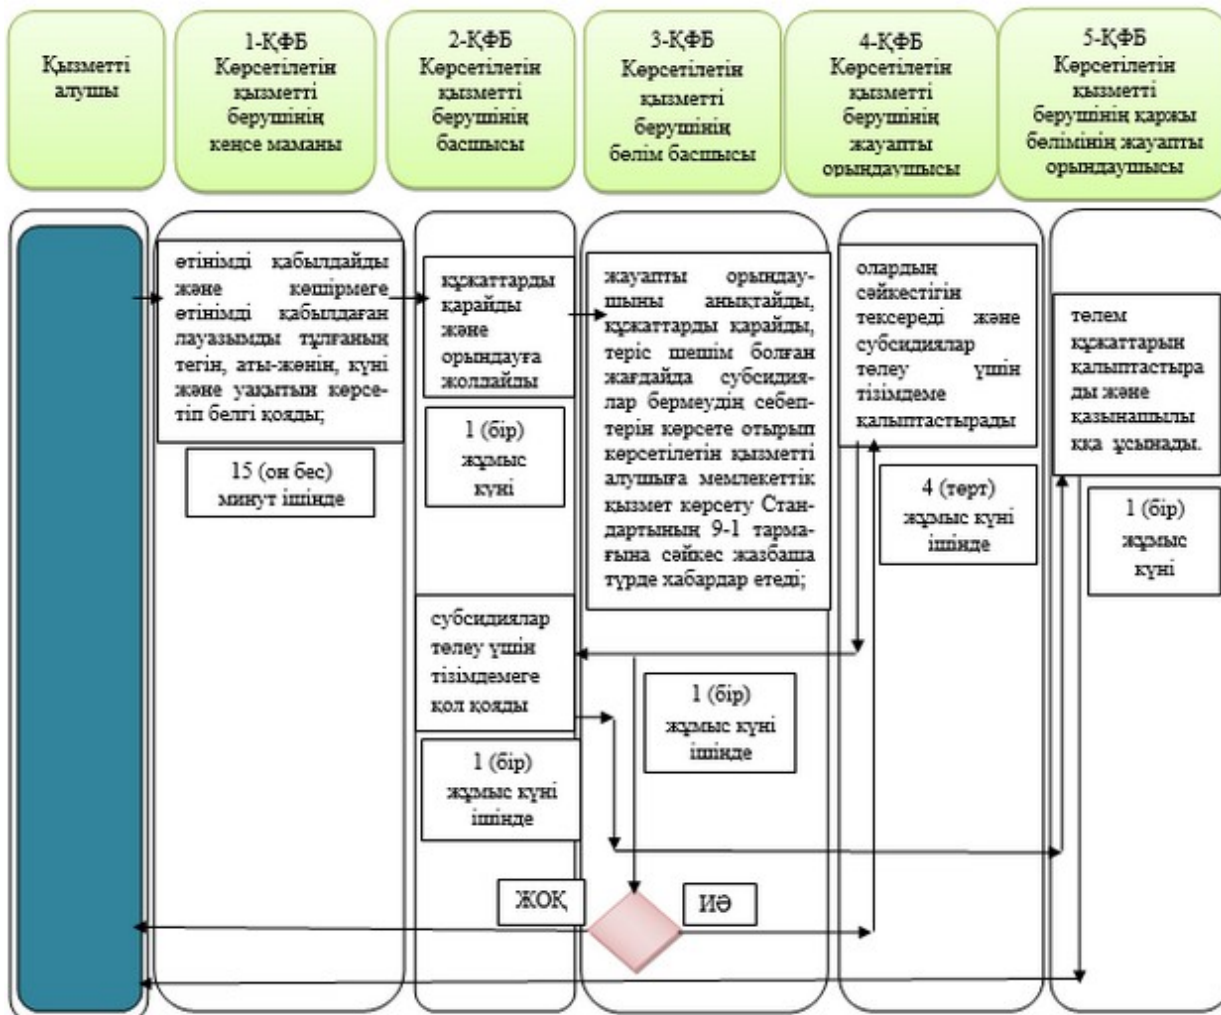 Қызметті
алушы
1-ҚФБ
Көрсетілетін
қызметті
берушінің
кеңсе маманы
2-ҚФБ
Көрсетілетін
қызметті
берушінің
басшысы
3-ҚФБ
Көрсетілетін
қызметті
берушінің
бөлім басшысы
4-ҚФБ
Көрсетілетін
қызметті
берушінің
жауапты
орындаушысы
5-ҚФБ
Көрсетілетін
қызметті
берушінің қаржы
бөлімінің жауапты
орындаушысы
өтінімді қабылдайды
және көшірмеге
өтінімді қабылдаған
лауазымды тұлғаның
тегін, аты-жөнін, күні
және уақытын көрсе-
тіп белгі қояды;
15 (он бес)
минут ішінде
құжаттарды
қарайды
және
орындауға
жолдайды
1 (бір)
жұмыс
күні
субсидиялар
төлеу үшін
тізімдемеге
қол қояды
1 (бір)
жұмыс күні
ішінде
жауапты орындау-
шыны анықтайды,
құжаттарды қарайды,
теріс шешім болған
жағдайда субсидия-
лар бермеудің себеп-
терін көрсете отырып
көрсетілетін қызметті
алушыға мемлекеттік
қызмет көрсету Стан-
дартының 9-1 тарма-
ғына сәйкес жазбаша
түрде хабардар етеді;
1 (бір)
жұмыс күні
ішінде
олардың
сәйкестігін
тексереді және
субсидиялар
төлеу үшін
тізімдеме
қалыптастырады
4 (төрт)
жұмыс күні
ішінде
төлем
құжаттарын
қалыптастыра
ды және
қазынашылы
ққа ұсынады.
1 (бір)
жұмыс
күні
ЖОҚ
ИӘ